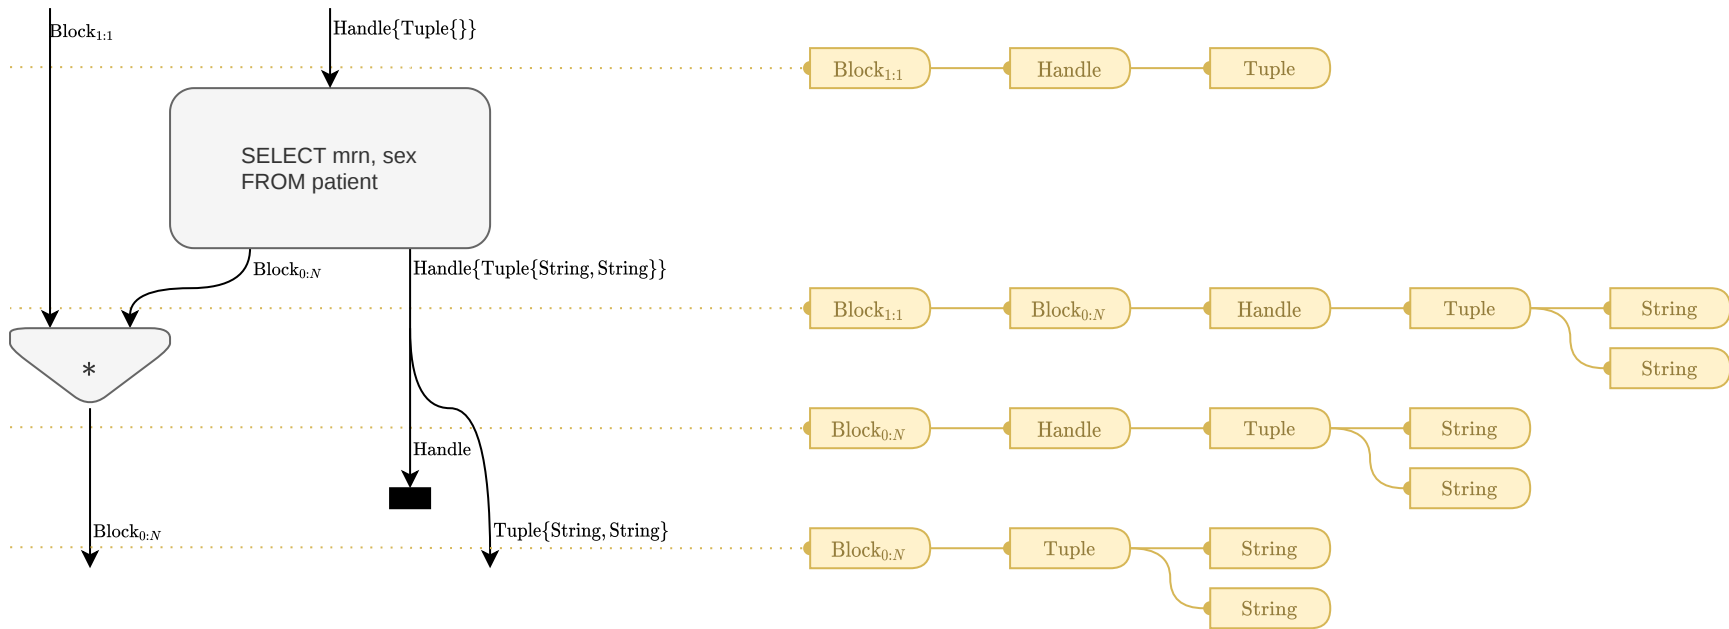 Block1:1
Handle{Tuple{}}
Block1:1 Handle Tuple
SELECT mrn, sex
FROM patient
Block0:N
Handle{Tuple{String, String}}
Block1:1 Block0:N Handle Tuple String
String
*
Block0:N Handle Tuple String
Handle
String
Block0:N
Tuple{String, String}
Block0:N Tuple String
String